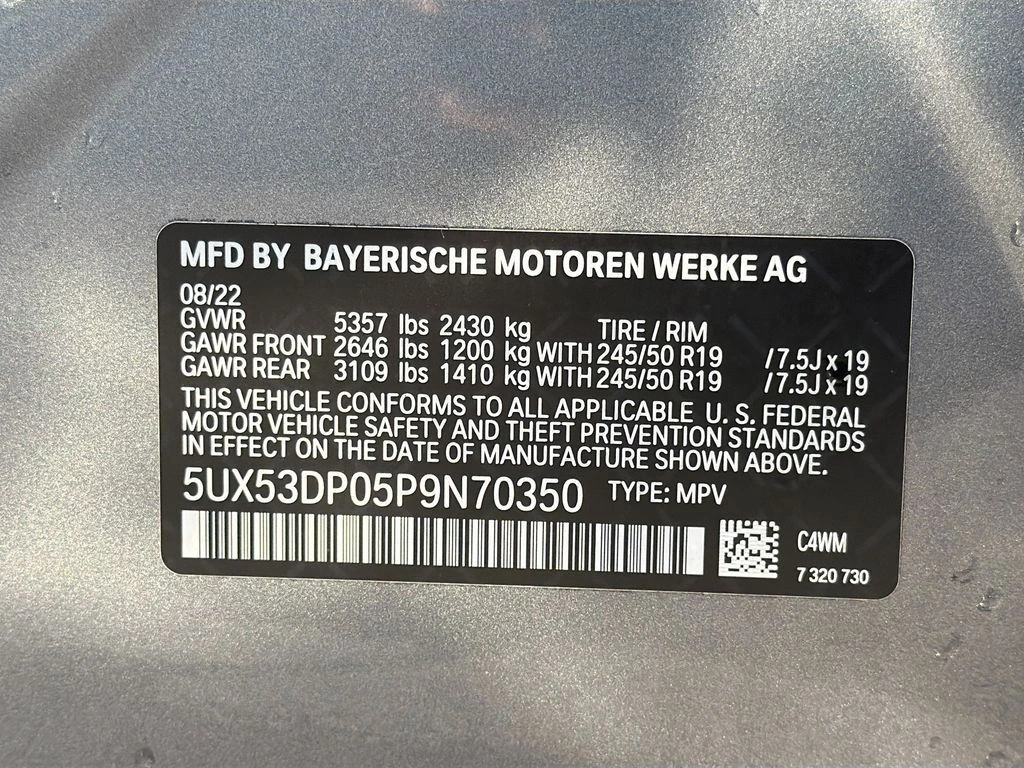 MFD BY BAYERISCHE MOTOREN WERKE AG
08/22
GVWR 5357 lbs 2430 kg TIRE / RIM
GAWR FRONT 2646 lbs 1200 kg WITH 245/50 R19 / 7.5J x 19
GAWR REAR 3109 lbs 1410 kg WITH 245/50 R19 / 7.5J x 19
THIS VEHICLE CONFORMS TO ALL APPLICABLE U. S. FEDERAL
MOTOR VEHICLE SAFETY AND THEFT PREVENTION STANDARDS
IN EFFECT ON THE DATE OF MANUFACTURE SHOWN ABOVE.
5UX53DP05P9N70350 TYPE: MPV
C4WM
7 320 730